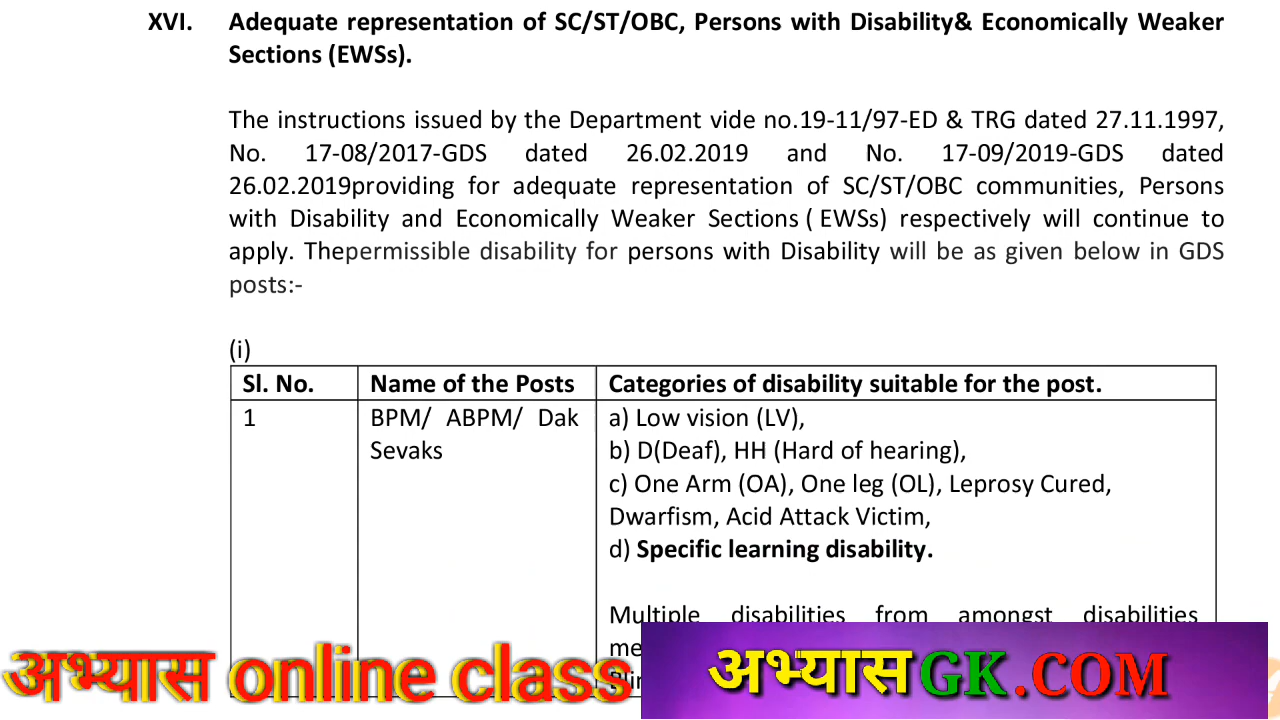 XVI. Adequate representation of SC/ST/OBC, Persons with Disability& Economically Weaker
Sections (EWSs).
The instructions issued by the Department vide no.19-11/97-ED & TRG dated 27.11.1997,
No. 17-08/2017-GDS dated 26.02.2019 and No. 17-09/2019-GDS dated
26.02.2019providing for adequate representation of SC/ST/OBC communities, Persons
with Disability and Economically Weaker Sections ( EWSs) respectively will continue to
apply. Thepermissible disability for persons with Disability will be as given below in GDS
posts:-
(i)
Sl. No. Name of the Posts Categories of disability suitable for the post.
1 BPM/ ABPM/ Dak a) Low vision (LV),
Sevaks b) D(Deaf), HH (Hard of hearing),
c) One Arm (OA), One leg (OL), Leprosy Cured,
Dwarfism, Acid Attack Victim,
d) Specific learning disability.
Multiple disabilities from amongst disabilities
अभ्यास online class अभ्यास GK.COM